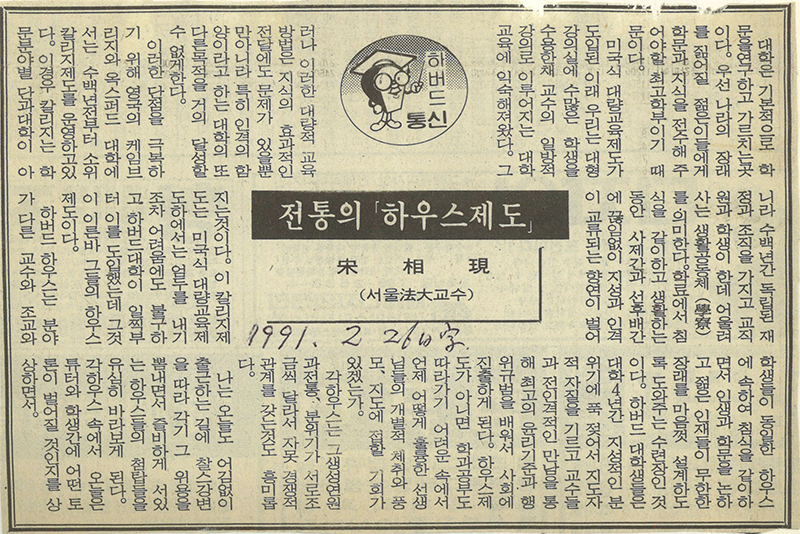 하버드
통신
전통의 「하우스제도」
宋 相 現
(서울法大교수)
1991. 2 26日字
대학은 기본적으로 학
문을연구하고 가르치는곳
이다. 우선 나라의 장래
를 짊어질 젊은이들에게
학문과 지식을 전수해 주
어야할 최고학부이기 때
문이다.
미국식 대량교육제도가
도입된 이래 우리는 대형
강의실에 수많은 학생을
수용한채 교수의 일방적
강의로 이루어지는 대학
교육에 익숙해져왔다. 그
러나 이러한 대량적 교육
방법은 지식의 효과적인
전달에도 문제가 있을뿐
만아니라 특히 인격의 함
양이라고 하는 대학의 또
다른목적을 거의 달성할
수 없게한다.
이러한 단점을 극복하
기 위해 영국의 케임브
리지와 옥스퍼드 대학에
서는 수백년전부터 소위
칼리지제도를 운영하고있
다. 이경우 칼리지는 학
문분야별 단과대학이 아
니라 수백년간 독립된 재
정과 조직을 가지고 교직
원과 학생이 한데 어울려
사는 생활공동체 (學寮)
를 의미한다. 학료에서 침
식을 같이하고 생활하는
동안 사제간과 선후배간
에 끊임없이 지성과 인격
이 교류되는 향연이 벌어
지는것이다. 이 칼리지제
도는 미국식 대량교육제
도하에서는 엄두를 내기
조차 어려움에도 불구하
고 하버드대학이 일찍부
터 이를 도입했는데 그것
이 이른바 그들의 하우스
제도이다.
하버드 하우스는 분야
가 다른 교수와 조교와
학생들이 동일한 하우스
에 속하여 침식을 같이하
면서 인생과 학문을 논하
고 젊은 인재들이 무한한
장래를 마음껏 설계하도
록 도와주는 수련장인 것
이다. 하버드 대학생들은
대학4년간 지성적인 분
위기에 푹 젖어서 지도자
적 자질을 기르고 교수들
과 전인격적인 만남을 통
해 최고의 윤리기준과 행
위규범을 배워서 사회에
진출하게 된다. 하우스제
도가 아니면 학과공부도
따라가기 어려운 속에서
언제 어떻게 훌륭한 선생
님들의 개별적 체취와 풍
모, 지도에 접할 기회가
있겠는가.
각하우스는 그생성연원
과전통, 분위기가 서로조
금씩 달라서 자못 경쟁적
관계를 갖는것도 흥미롭
다.
나는 오늘도 어김없이
출근하는 길에 찰스강변
을 따라 각기 그 위용을
뽐내면서 즐비하게 서있
는 하우스들의 첨탑들을
유심히 바라보게 된다.
각하우스 속에서 오늘은
튜터와 학생간에 어떤 토
론이 벌어질 것인지를 상
상하면서.